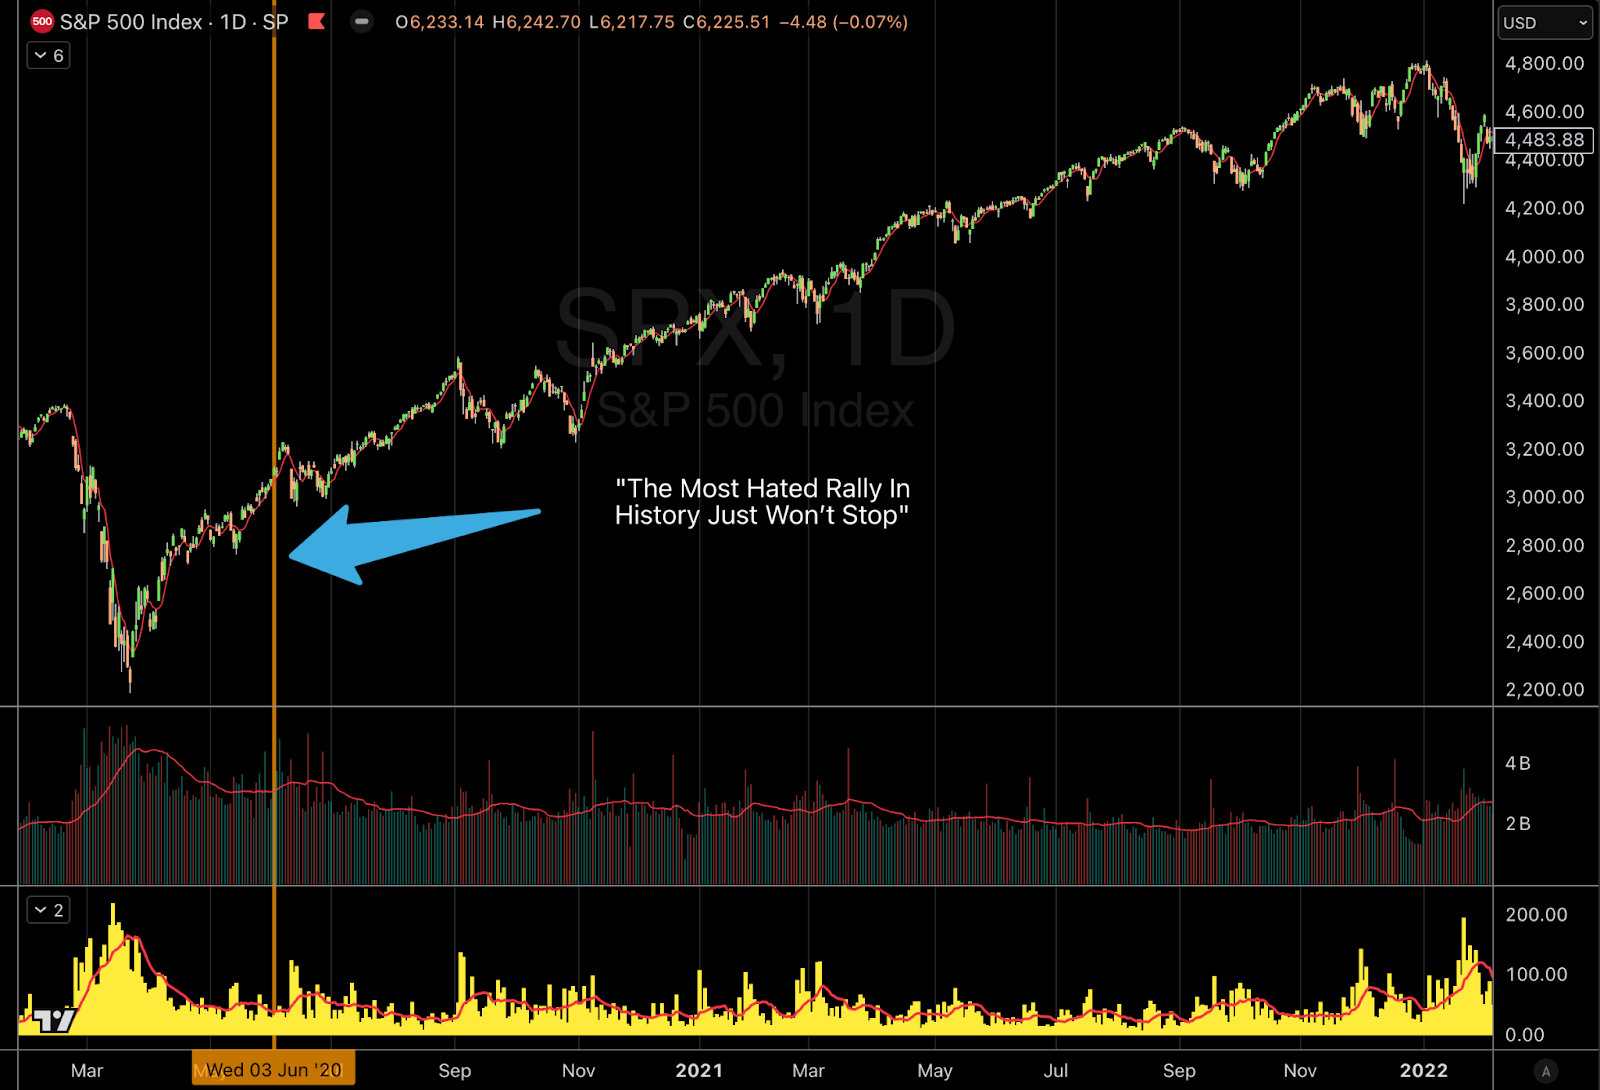 500 S&P 500 Index · 1D · SP O6,233.14 H6,242.70 L6,217.75 C6,225.51 −4.48 (−0.07%)
USD
6
4,800.00
4,600.00
4,483.88
4,400.00
4,200.00
4,000.00
3,800.00
SPX, 1D
3,600.00
S&P 500 Index
3,400.00
3,200.00
"The Most Hated Rally In
History Just Won't Stop"
3,000.00
2,800.00
2,600.00
2,400.00
2,200.00
4B
2B
2
200.00
100.00
0.00
Mar Wed 03 Jun '20 Sep Nov 2021 Mar May Jul Sep Nov 2022 A